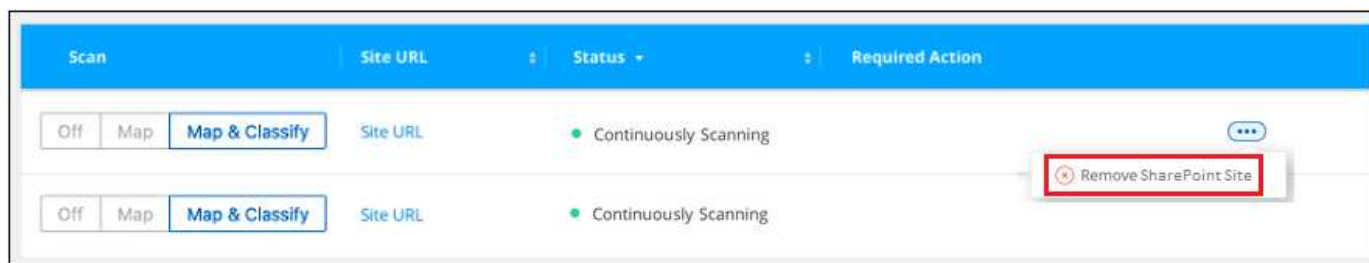 Scan Site URL Status Required Action
Off Map Map & Classify Site URL Continuously Scanning
Remove SharePoint Site
Off Map Map & Classify Site URL Continuously Scanning